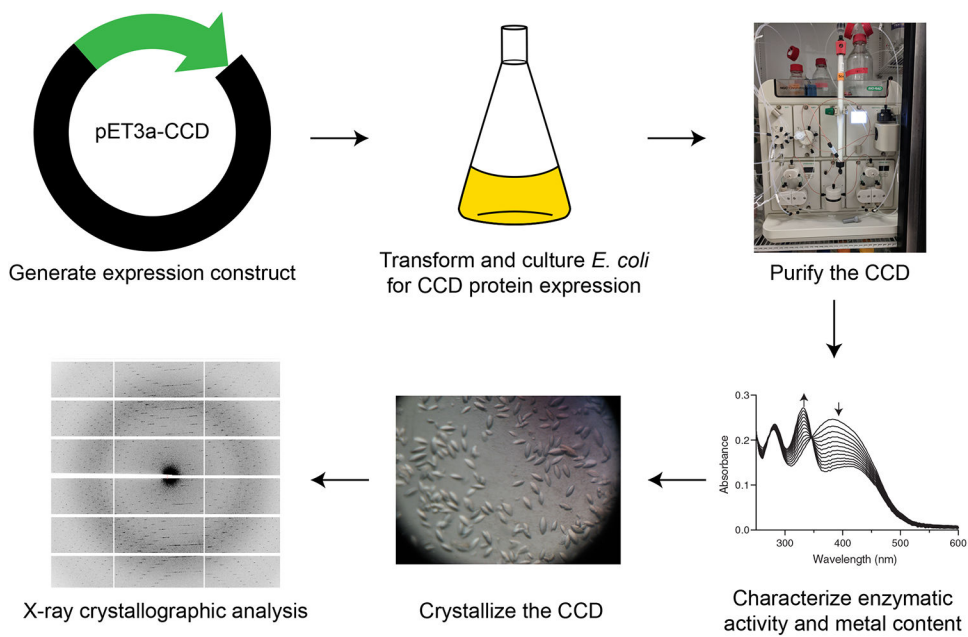 pET3a-CCD
Generate expression construct
Transform and culture E. coli
for CCD protein expression
Purify the CCD
0.3
0.2
0.1
0.0
Absorbance
300
400
500
600
Wavelength (nm)
Characterize enzymatic
activity and metal content
Crystallize the CCD
X-ray crystallographic analysis